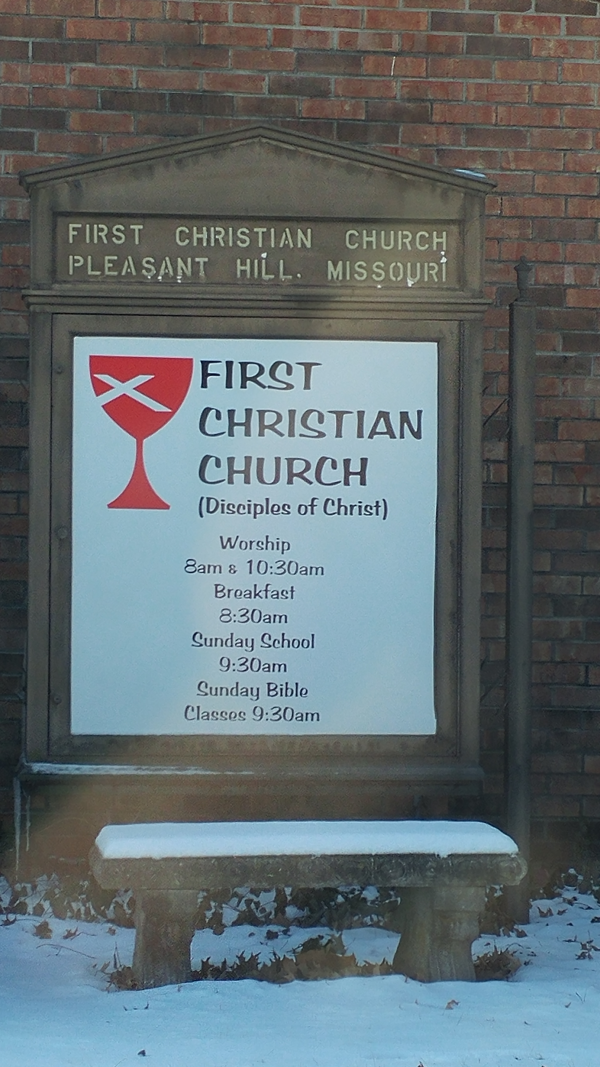 FIRST CHRISTIAN CHURCH
PLEASANT HILL. MISSOURI
FIRST
CHRISTIAN
CHURCH
(Disciples of Christ)
Worship
8am & 10:30am
Breakfast
8:30am
Sunday School
9:30am
Sunday Bible
Classes 9:30am